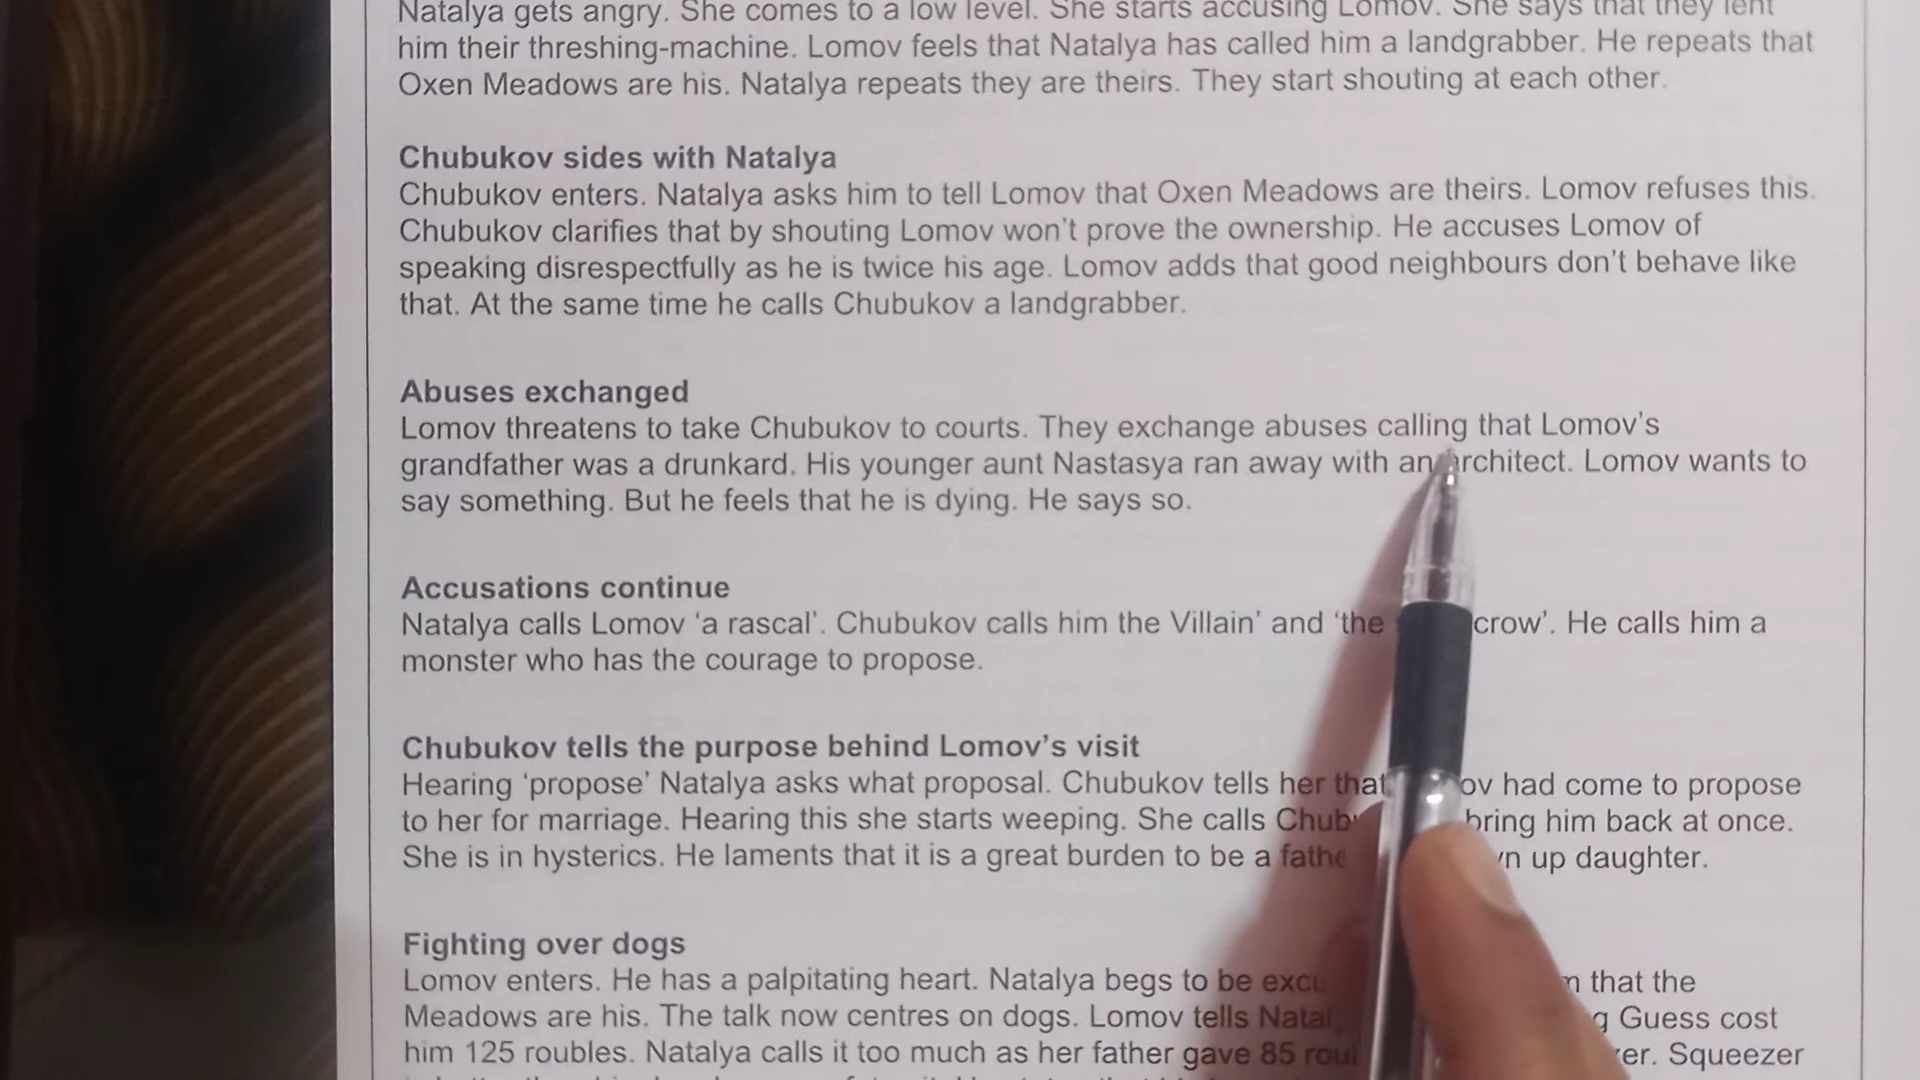 Natalya gets angry. She comes to a low level. She starts accusing Lomov. She says that they lent
him their threshing-machine. Lomov feels that Natalya has called him a landgrabber. He repeats that
Oxen Meadows are his. Natalya repeats they are theirs. They start shouting at each other.
Chubukov sides with Natalya
Chubukov enters. Natalya asks him to tell Lomov that Oxen Meadows are theirs. Lomov refuses this.
Chubukov clarifies that by shouting Lomov won't prove the ownership. He accuses Lomov of
speaking disrespectfully as he is twice his age. Lomov adds that good neighbours don't behave like
that. At the same time he calls Chubukov a landgrabber.
Abuses exchanged
Lomov threatens to take Chubukov to courts. They exchange abuses calling that Lomov's
grandfather was a drunkard. His younger aunt Nastasya ran away with an architect. Lomov wants to
say something. But he feels that he is dying. He says so.
Accusations continue
Natalya calls Lomov 'a rascal'. Chubukov calls him the Villain' and 'the crow'. He calls him a
monster who has the courage to propose.
Chubukov tells the purpose behind Lomov's visit
Hearing 'propose' Natalya asks what proposal. Chubukov tells her that had come to propose
to her for marriage. Hearing this she starts weeping. She calls bring him back at once.
She is in hysterics. He laments that it is a great burden to be a up daughter.
Fighting over dogs
Lomov enters. He has a palpitating heart. Natalya begs to be that the
Meadows are his. The talk now centres on dogs. Lomov tells Guess cost
him 125 roubles. Natalya calls it too much as her father gave 85 Squeezer